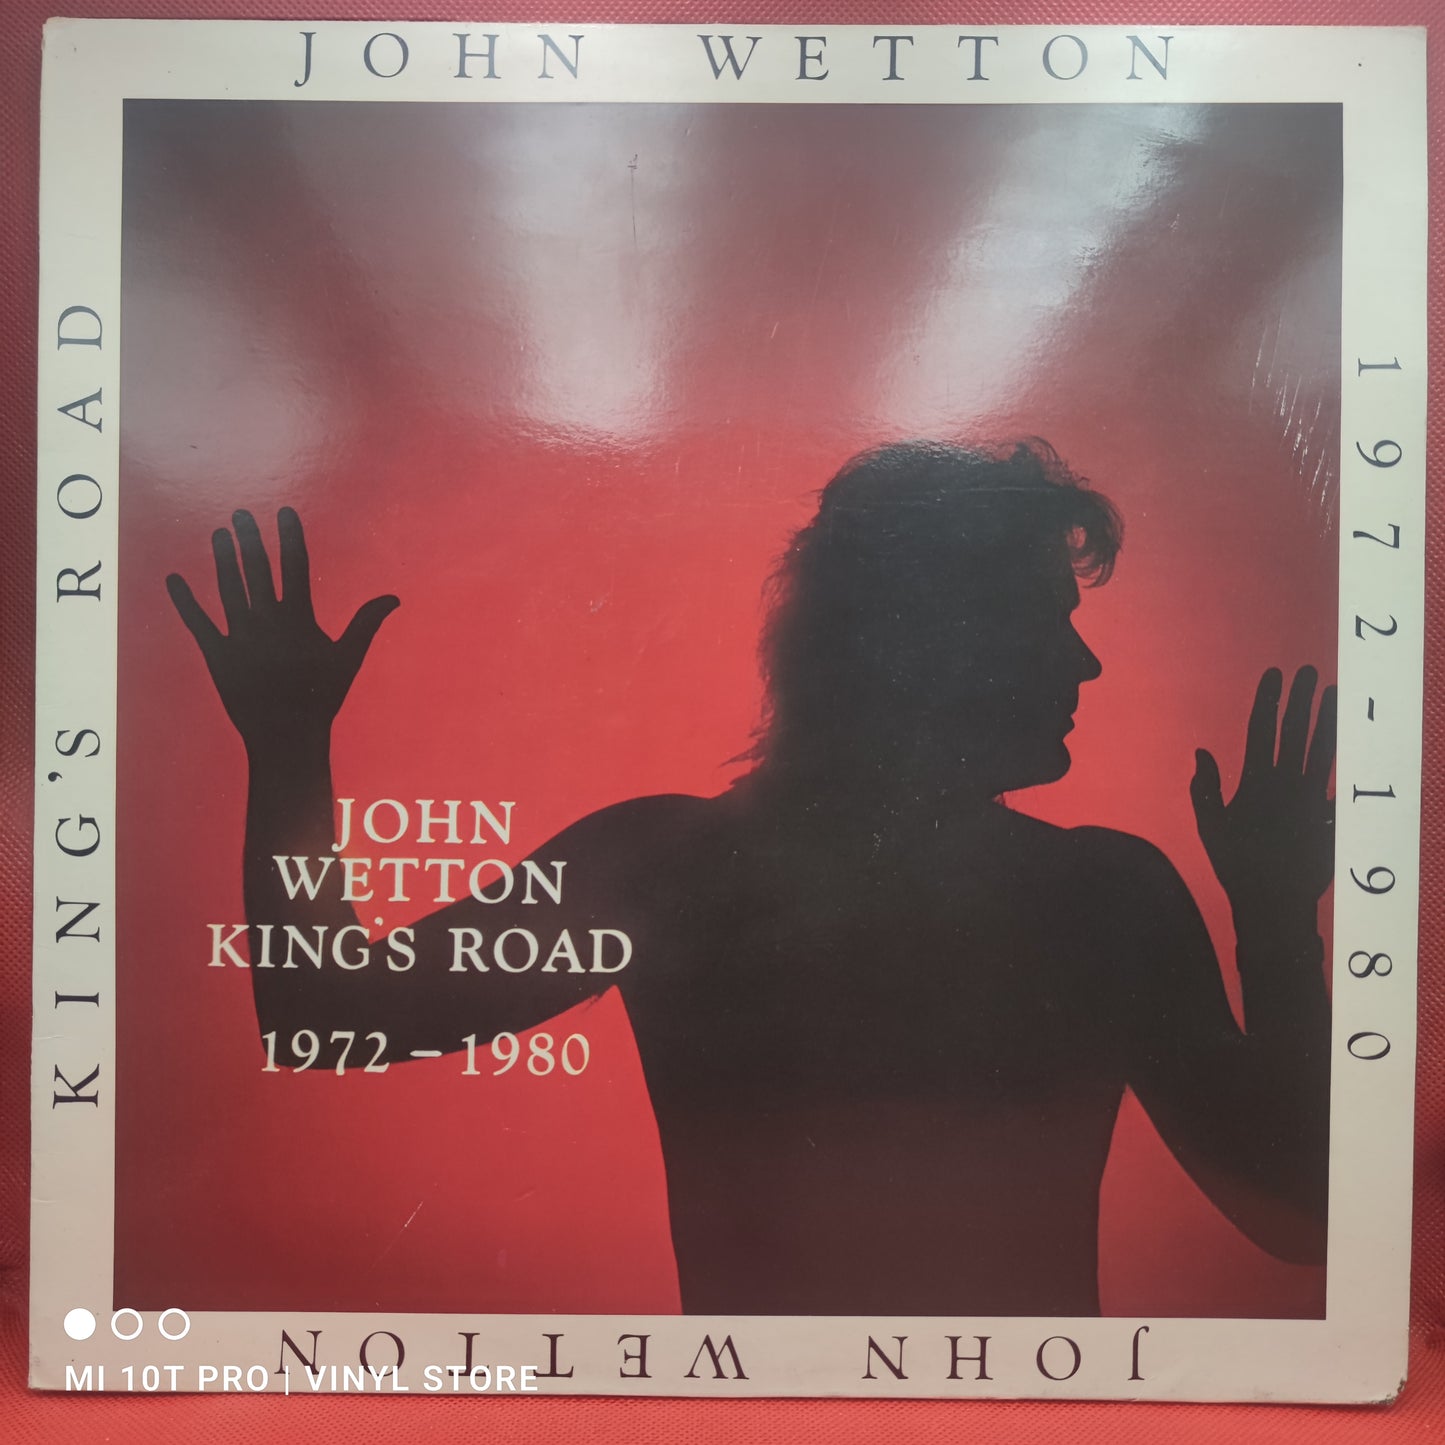 JOHN WETTON
KING'S ROAD
1972-1980
JOHN
WETTON
KING'S ROAD
1972-1980
JOHN WETTON
MI 10T PRO | VINYL STORE